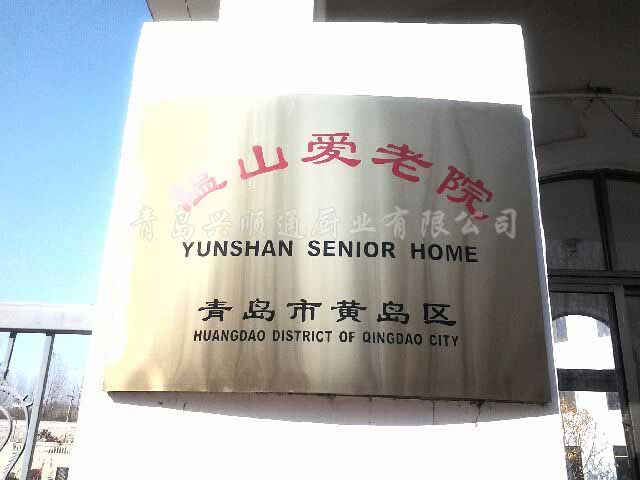 山爱老院
青岛兴顺通厨业有限公司
YUNSHAN SENIOR HOME
青岛市黄岛区
HUANGDAO DISTRICT OF QINGDAO CITY